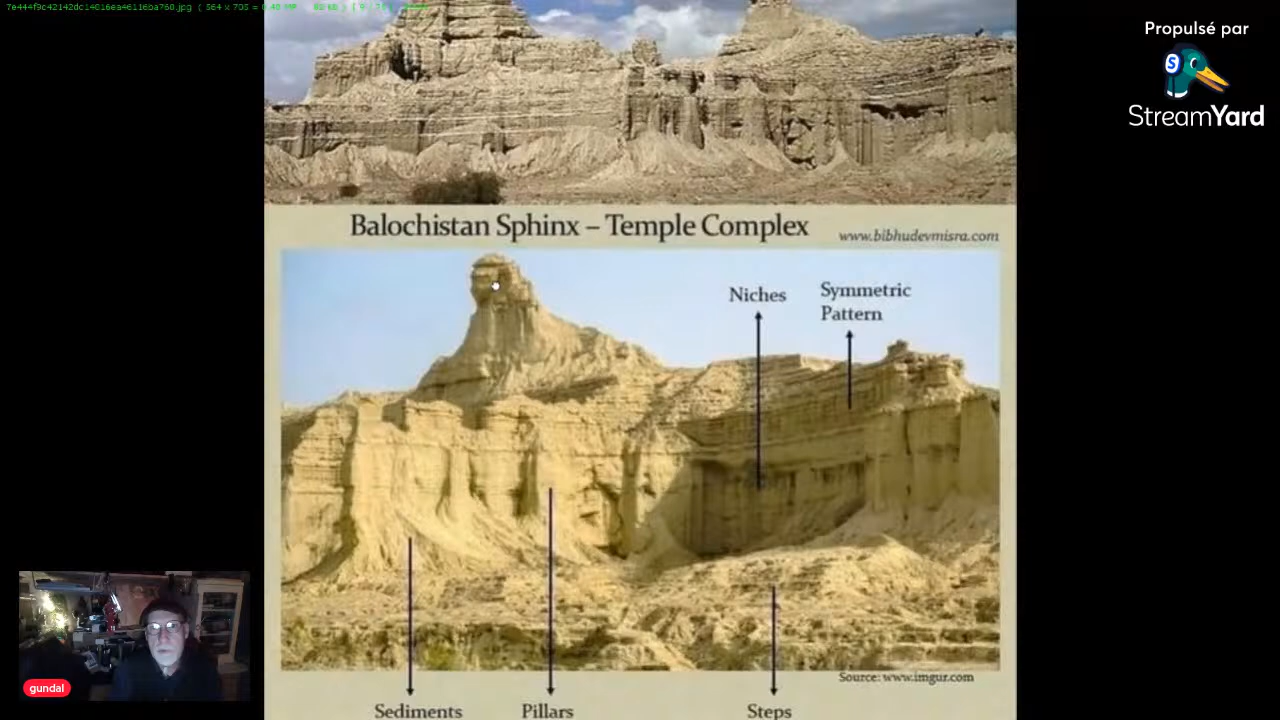 Propulsé par
StreamYard
Balochistan Sphinx – Temple Complex
www.bibhudevmisra.com
Niches
Symmetric
Pattern
Source: www.imgur.com
Sediments
Pillars
Steps
gundal